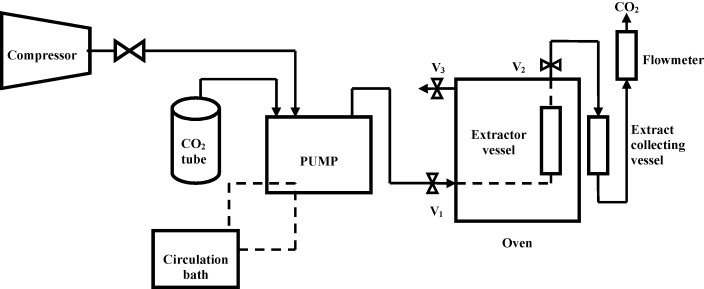 CO₂
Compressor
V₃
V₂
Flowmeter
CO₂
tube
PUMP
Extractor
vessel
Extract
collecting
vessel
V₁
Oven
Circulation
bath